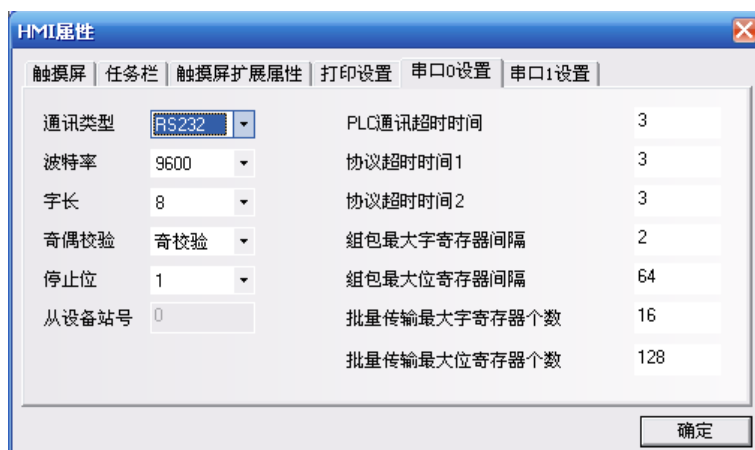 HMI属性
触摸屏 任务栏 触摸屏扩展属性 打印设置 串口0设置 串口1设置
通讯类型 RS232 PLC通讯超时时间 3
波特率 9600 协议超时时间1 3
字长 8 协议超时时间2 3
奇偶校验 奇校验 组包最大字寄存器间隔 2
停止位 1 组包最大位寄存器间隔 64
从设备站号 0 批量传输最大字寄存器个数 16
批量传输最大位寄存器个数 128
确定